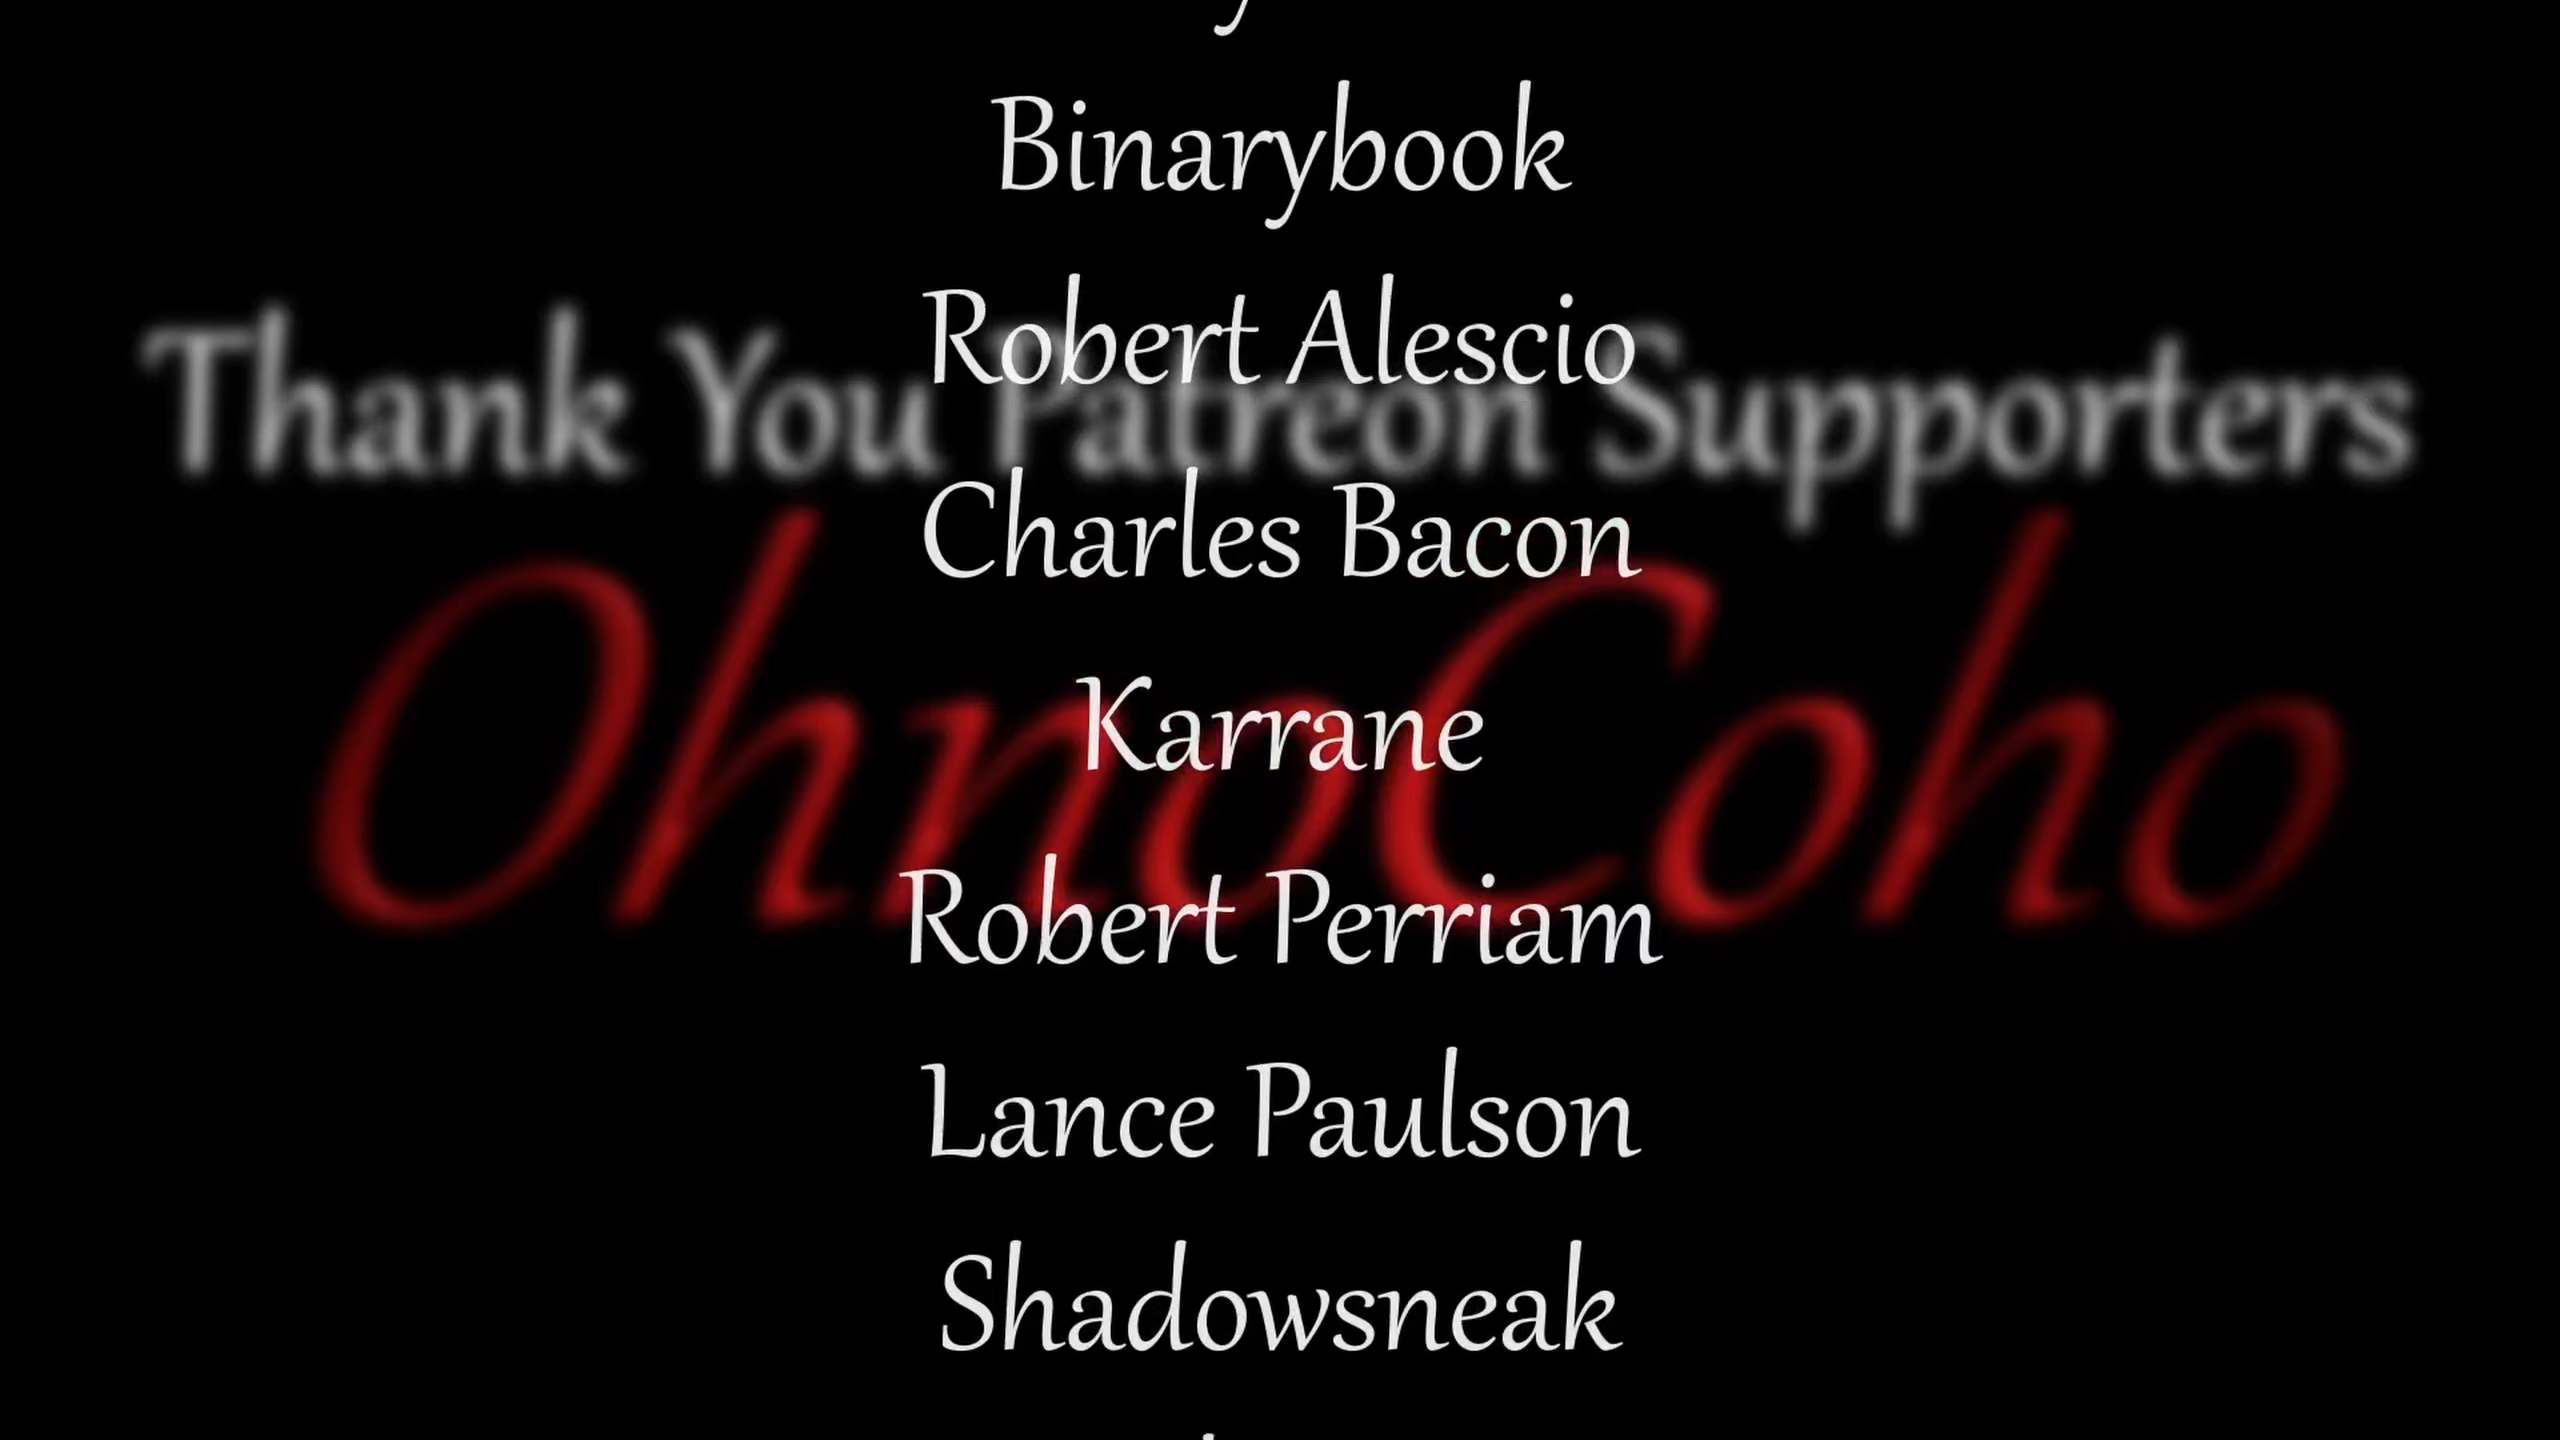 Binarybook
Robert Alescio
Thank You Patreon Supporters
Charles Bacon
OhnoCoho
Karrane
Robert Perriam
Lance Paulson
Shadowsneak